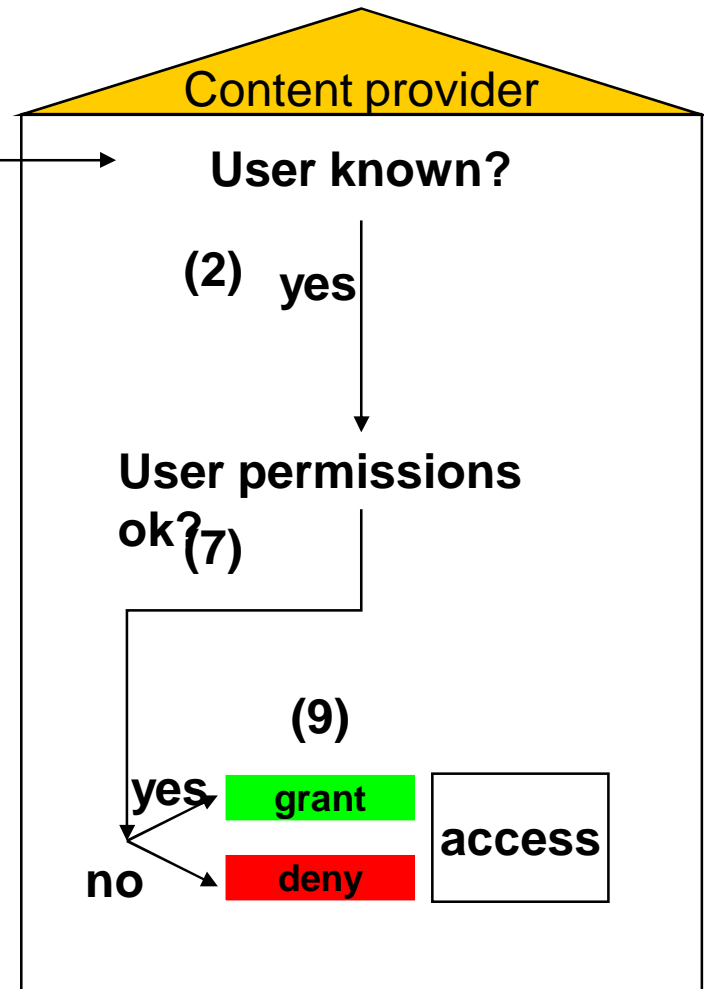 Content provider
User known?
(2)
yes
User permissions
ok?
(7)
(9)
yes
grant
access
no
deny